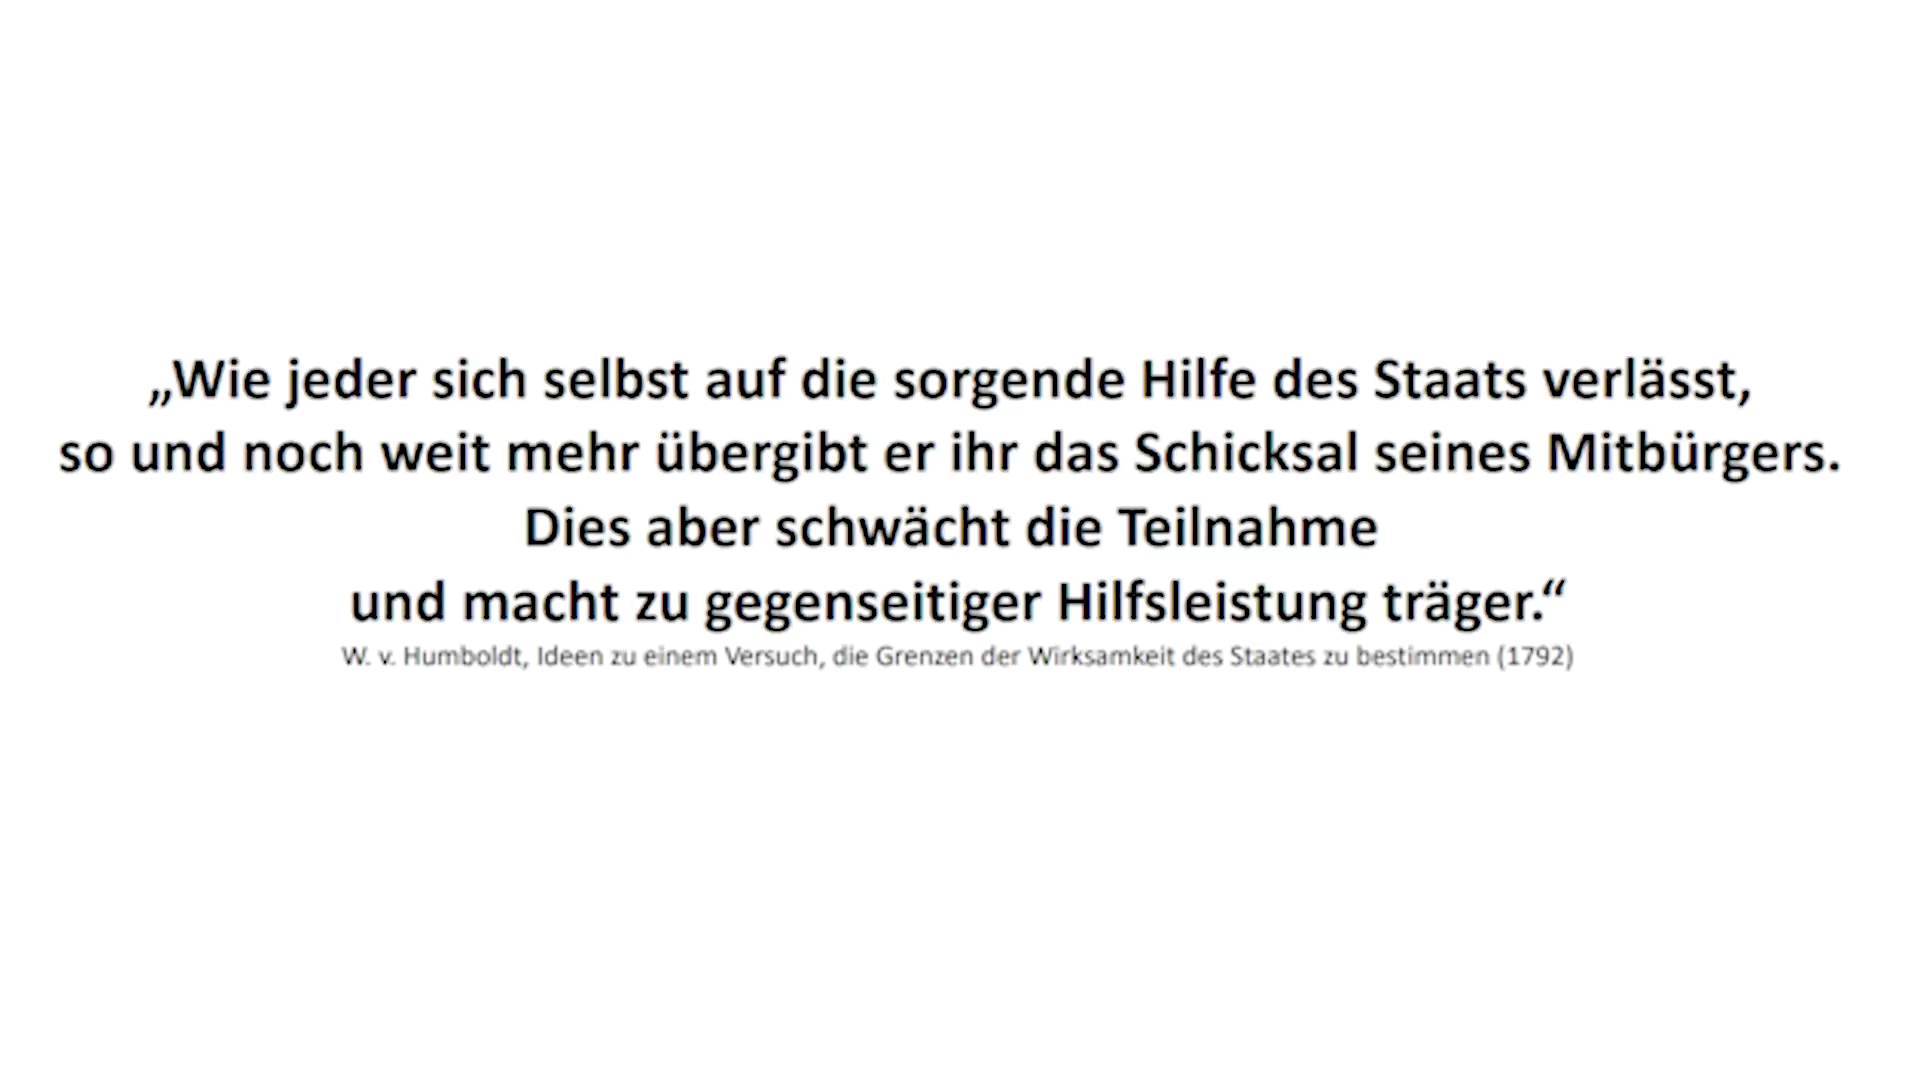 „Wie jeder sich selbst auf die sorgende Hilfe des Staats verlässt,
so und noch weit mehr übergibt er ihr das Schicksal seines Mitbürgers.
Dies aber schwächt die Teilnahme
und macht zu gegenseitiger Hilfsleistung träger.“
W. v. Humboldt, Ideen zu einem Versuch, die Grenzen der Wirksamkeit des Staates zu bestimmen (1792)